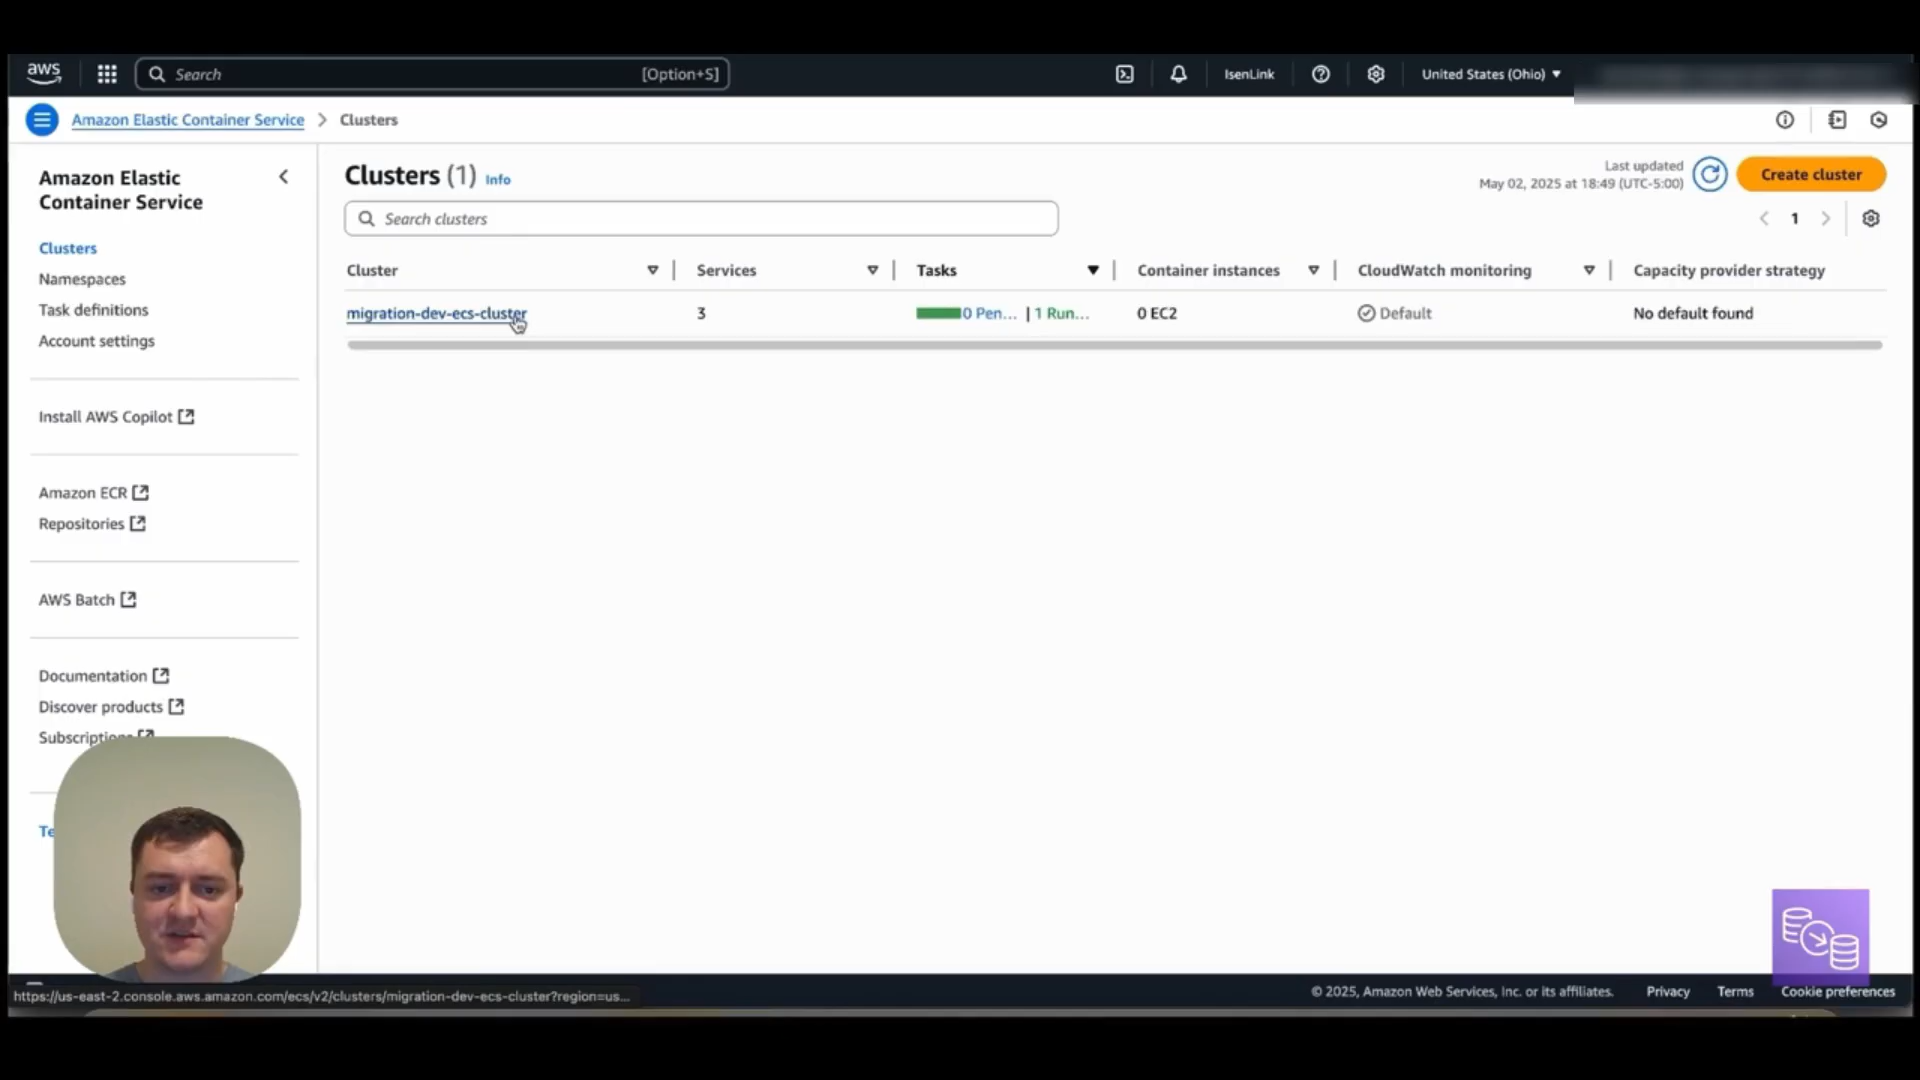 aws
Search
[Option+S]
IsenLink
United States (Ohio)
Amazon Elastic Container Service
Clusters
Amazon Elastic
Container Service
Clusters
Namespaces
Task definitions
Account settings
Install AWS Copilot
Amazon ECR
Repositories
AWS Batch
Documentation
Discover products
Subscriptions
Clusters (1) Info
Last updated
May 02, 2025 at 18:49 (UTC-5:00)
Create cluster
Search clusters
1
Cluster Services Tasks Container instances CloudWatch monitoring Capacity provider strategy
migration-dev-ecs-cluster 3 0 Pen... | 1 Run... 0 EC2 Default No default found
https://us-east-2.console.aws.amazon.com/ecs/v2/clusters/migration-dev-ecs-cluster?region=us...
© 2025, Amazon Web Services, Inc. or its affiliates. Privacy Terms Cookie preferences